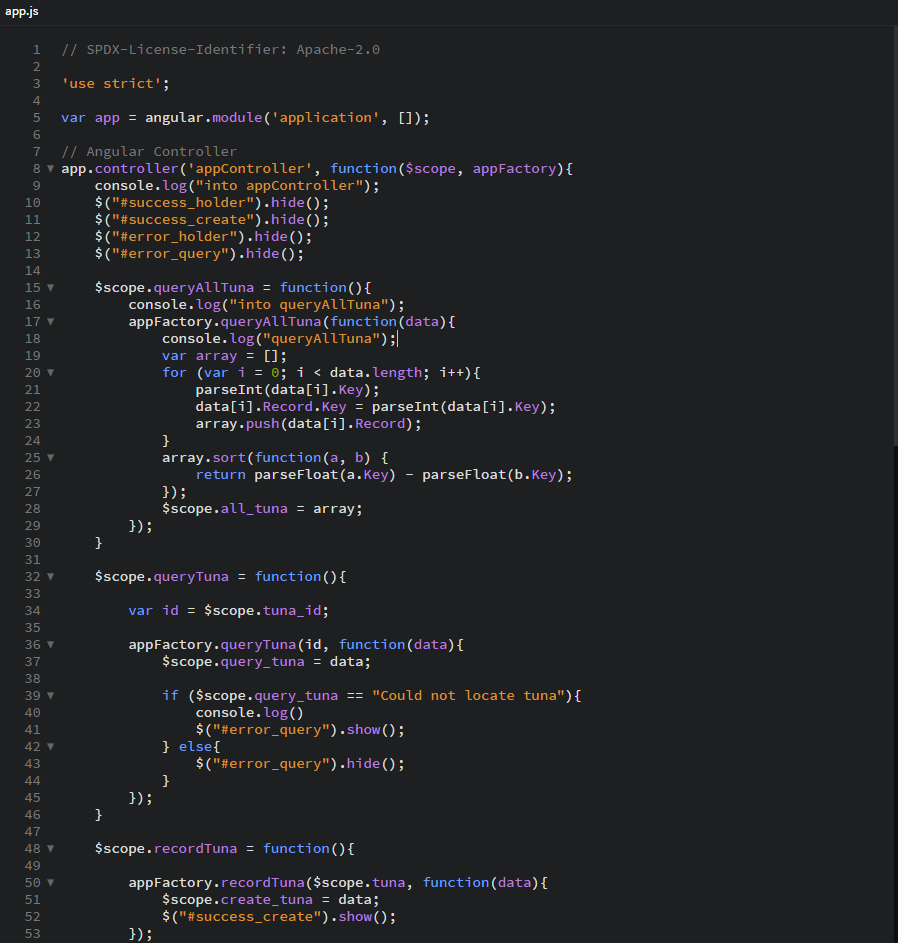 app.js
1 // SPDX-License-Identifier: Apache-2.0
2
3 'use strict';
4
5 var app = angular.module('application', []);
6
7 // Angular Controller
8 app.controller('appController', function($scope, appFactory){
9     console.log("into appController");
10     $("#success_holder").hide();
11     $("#success_create").hide();
12     $("#error_holder").hide();
13     $("#error_query").hide();
14
15     $scope.queryAllTuna = function(){
16         console.log("into queryAllTuna");
17         appFactory.queryAllTuna(function(data){
18             console.log("queryAllTuna");
19             var array = [];
20             for (var i = 0; i < data.length; i++){
21                 parseInt(data[i].Key);
22                 data[i].Record.Key = parseInt(data[i].Key);
23                 array.push(data[i].Record);
24             }
25             array.sort(function(a, b) {
26                 return parseFloat(a.Key) - parseFloat(b.Key);
27             });
28             $scope.all_tuna = array;
29         });
30     }
31
32     $scope.queryTuna = function(){
33
34         var id = $scope.tuna_id;
35
36         appFactory.queryTuna(id, function(data){
37             $scope.query_tuna = data;
38
39             if ($scope.query_tuna == "Could not locate tuna"){
40                 console.log()
41                 $("#error_query").show();
42             } else{
43                 $("#error_query").hide();
44             }
45         });
46     }
47
48     $scope.recordTuna = function(){
49
50         appFactory.recordTuna($scope.tuna, function(data){
51             $scope.create_tuna = data;
52             $("#success_create").show();
53         });